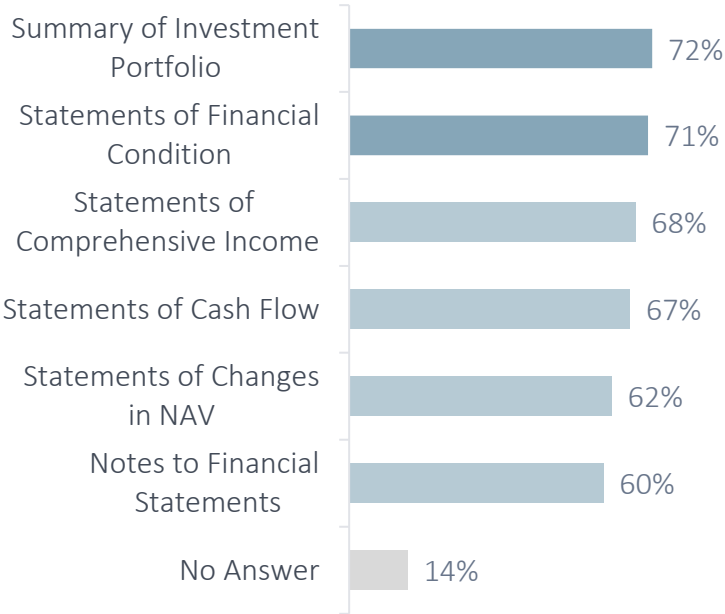 Summary of Investment
Portfolio
72%
Statements of Financial
Condition
71%
Statements of
Comprehensive Income
68%
Statements of Cash Flow
67%
Statements of Changes
in NAV
62%
Notes to Financial
Statements
60%
No Answer
14%